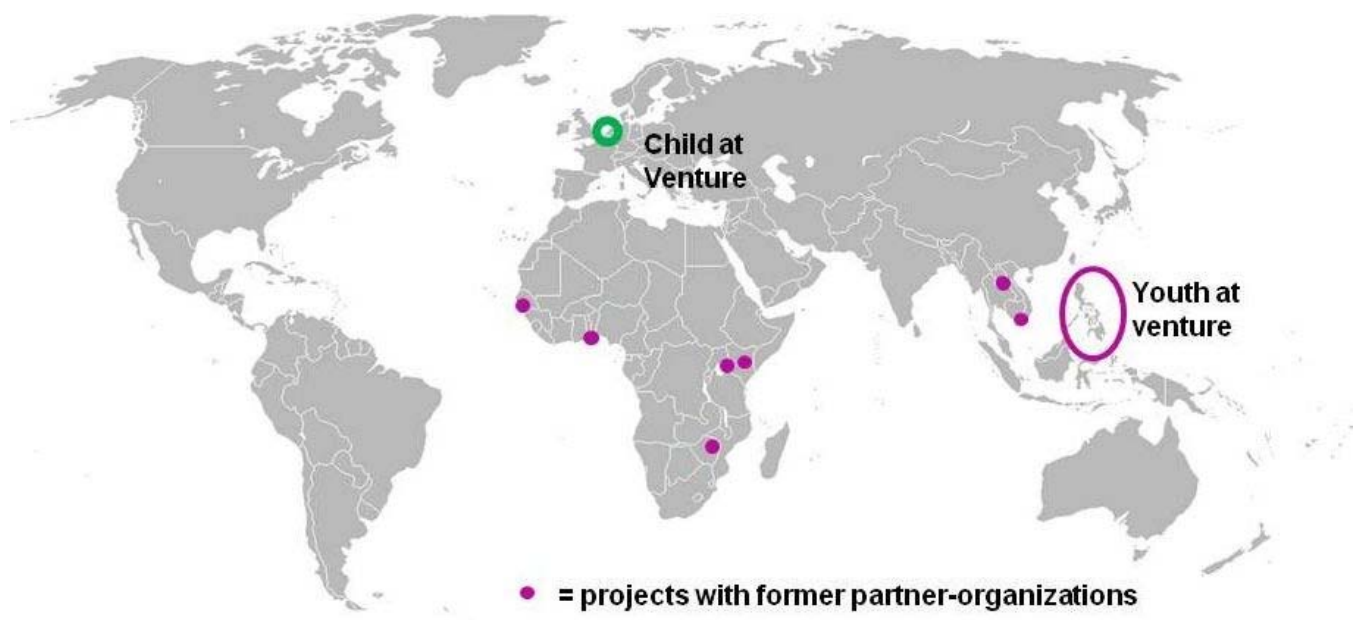 Child at
Venture
Youth at
venture
= projects with former partner-organizations